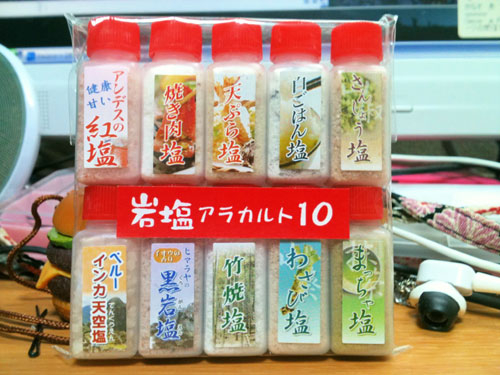 アンデスの
健康い
甘
紅塩
焼き肉塩
天ぷら塩
白ごはん塩
さんしょう塩
岩塩アラカルト10
ペルー
インカ天空塩
ヒマラヤの
黒岩塩
竹焼塩
わさび塩
まっちゃ塩